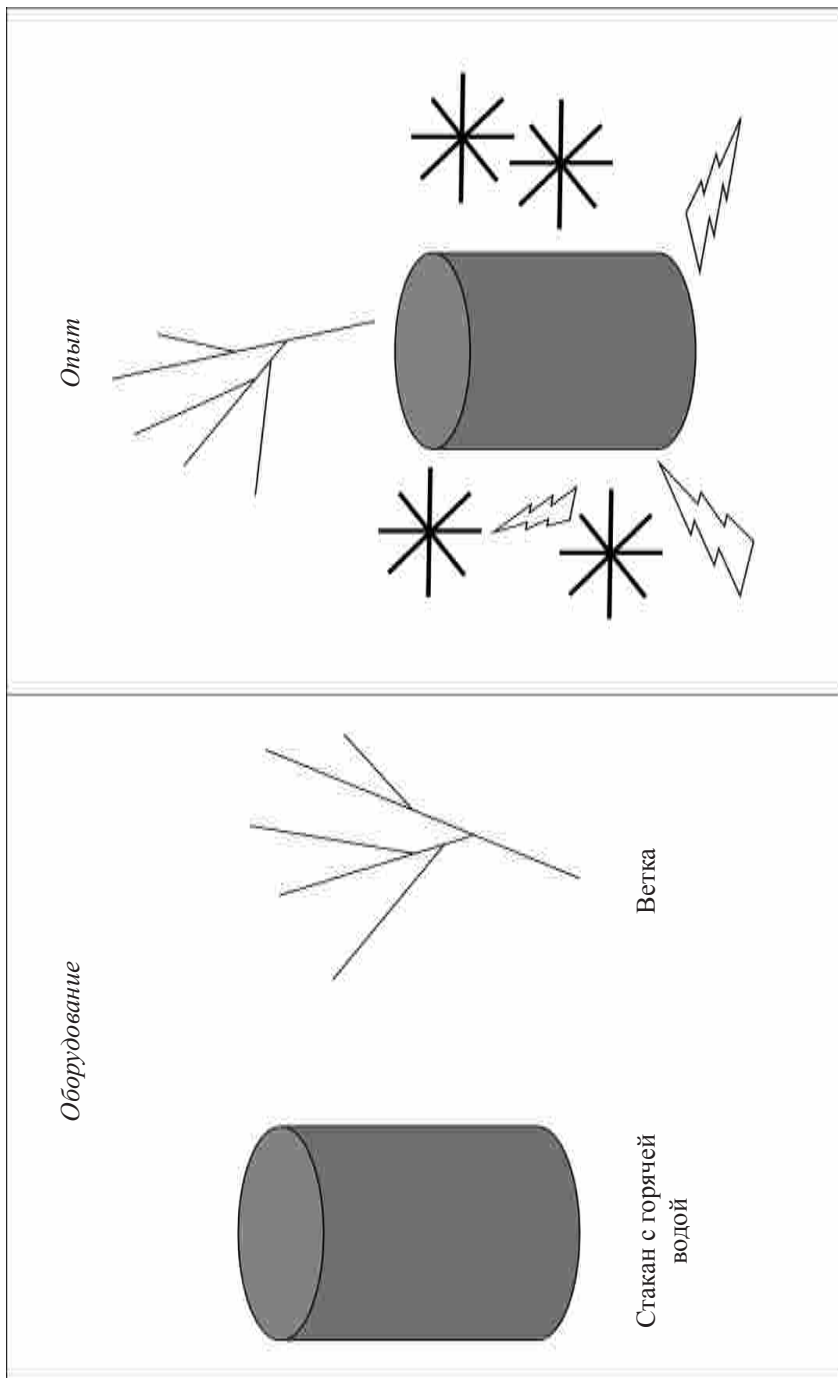 Оборудование
Стакан с горячей
водой
Ветка
Опыт